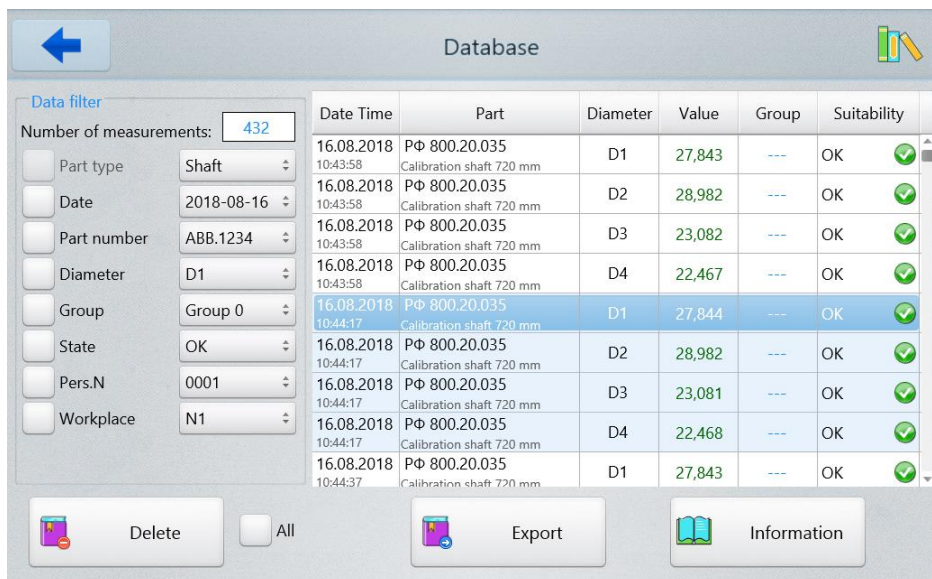 Database
Data filter
Number of measurements: 432
Part type Shaft
Date 2018-08-16
Part number ABB.1234
Diameter D1
Group Group 0
State OK
Pers.N 0001
Workplace N1
Date Time Part Diameter Value Group Suitability
16.08.2018 РФ 800.20.035 D1 27,843 --- OK
10:43:58 Calibration shaft 720 mm
16.08.2018 РФ 800.20.035 D2 28,982 --- OK
10:43:58 Calibration shaft 720 mm
16.08.2018 РФ 800.20.035 D3 23,082 --- OK
10:43:58 Calibration shaft 720 mm
16.08.2018 РФ 800.20.035 D4 22,467 --- OK
10:43:58 Calibration shaft 720 mm
16.08.2018 РФ 800.20.035 D1 27,844 --- OK
10:44:17 Calibration shaft 720 mm
16.08.2018 РФ 800.20.035 D2 28,982 --- OK
10:44:17 Calibration shaft 720 mm
16.08.2018 РФ 800.20.035 D3 23,081 --- OK
10:44:17 Calibration shaft 720 mm
16.08.2018 РФ 800.20.035 D4 22,468 --- OK
10:44:17 Calibration shaft 720 mm
16.08.2018 РФ 800.20.035 D1 27,843 --- OK
10:44:37 Calibration shaft 720 mm
Delete All Export Information